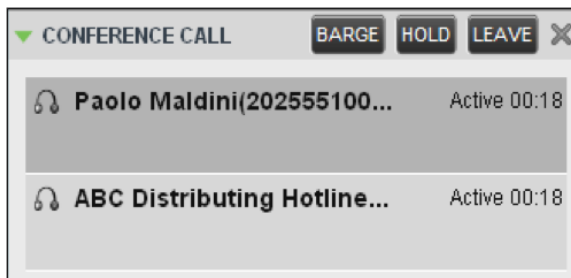 CONFERENCE CALL BARGE HOLD LEAVE
Paolo Maldini(202555100... Active 00:18
ABC Distributing Hotline... Active 00:18